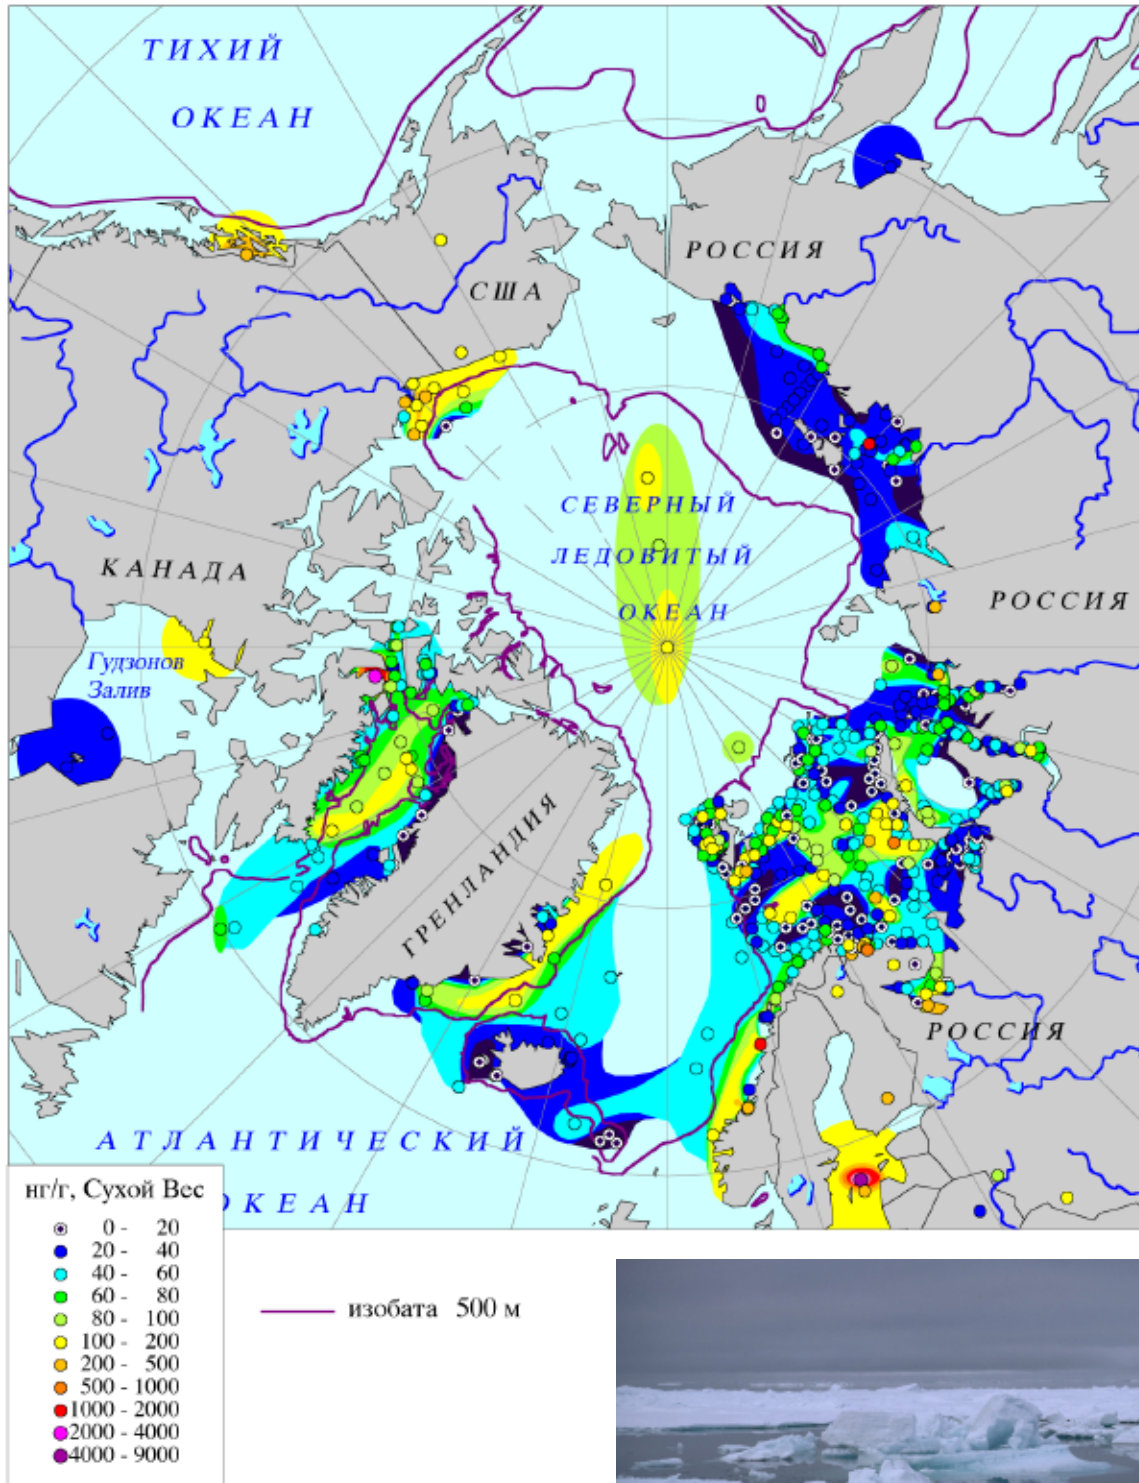 ТИХИЙ
ОКЕАН
РОССИЯ
США
СЕВЕРНЫЙ
ЛЕДОВИТЫЙ
ОКЕАН
КАНАДА
РОССИЯ
Гудзонов
Залив
ГРЕНЛАНДИЯ
РОССИЯ
АТЛАНТИЧЕСКИЙ
ОКЕАН
нг/г, Сухой Вес
0 - 20
20 - 40
40 - 60
60 - 80
80 - 100
100 - 200
200 - 500
500 - 1000
1000 - 2000
2000 - 4000
4000 - 9000
изобата 500 м